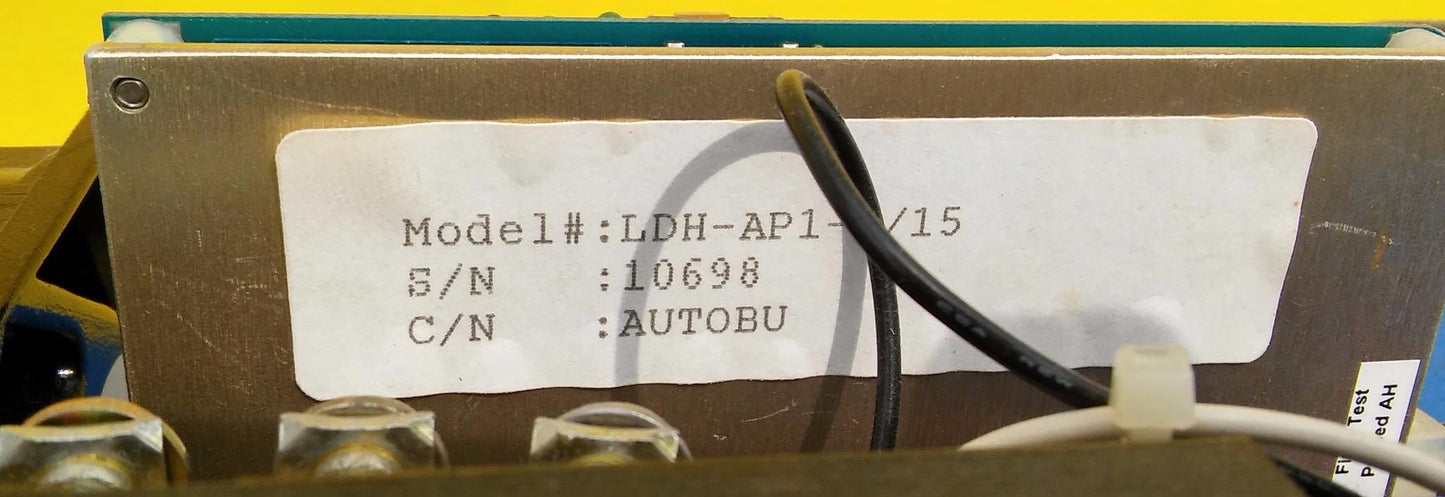 Model#:LDH-AP1- /15
S/N :10698
C/N :AUTOBU
Test
AH